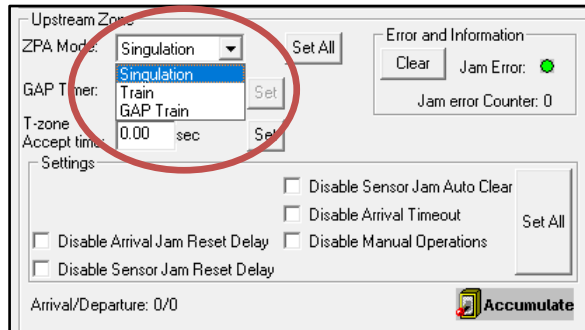 Upstream Zone
ZPA Mode: Singulation Set All
Singulation
Train
GAP Train
GAP Timer: Set
T-zone
Accept time: 0.00 sec Set
Error and Information
Clear Jam Error:
Jam error Counter: 0
Settings
Disable Sensor Jam Auto Clear
Disable Arrival Timeout
Disable Arrival Jam Reset Delay Disable Manual Operations
Disable Sensor Jam Reset Delay
Set All
Arrival/Departure: 0/0 Accumulate